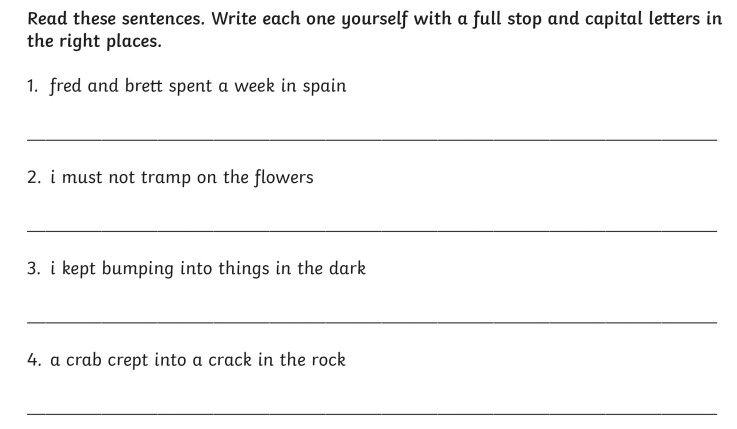 Read these sentences. Write each one yourself with a full stop and capital letters in
the right places.
1. fred and brett spent a week in spain
2. i must not tramp on the flowers
3. i kept bumping into things in the dark
4. a crab crept into a crack in the rock